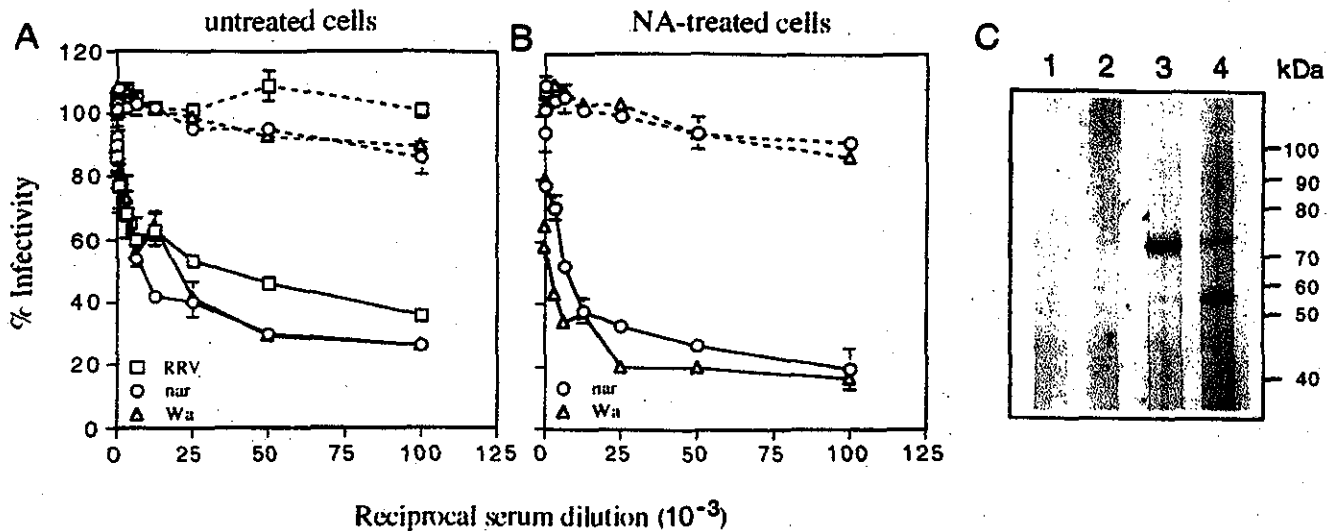 A
untreated cells
% Infectivity
120
100
80
60
40
20
0
RRV
nar
Wa
0 25 50 75 100 125
B
NA-treated cells
nar
Wa
0 25 50 75 100 125
Reciprocal serum dilution (10⁻³)
C
1 2 3 4 kDa
100
90
80
70
60
50
40